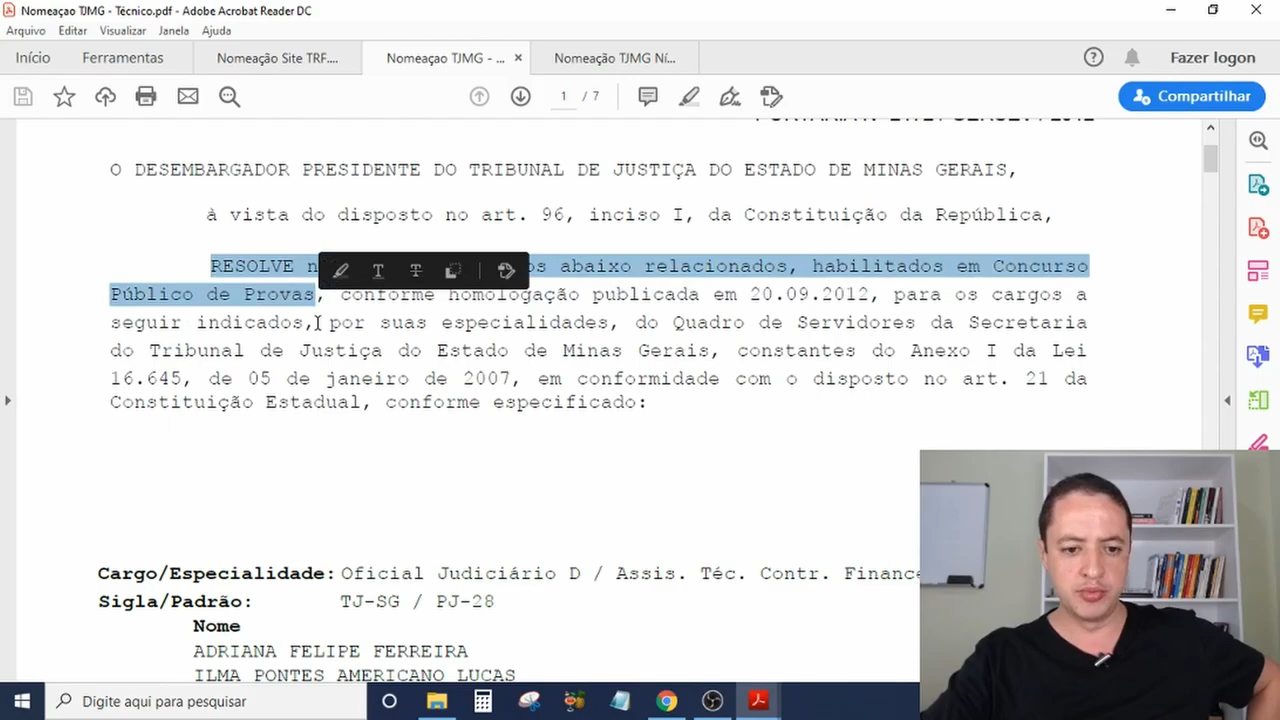 Nomeaçao TJMG - Técnico.pdf - Adobe Acrobat Reader DC
Arquivo Editar Visualizar Janela Ajuda
Início Ferramentas Nomeação Site TRF.... Nomeaçao TJMG - ... × Nomeação TJMG Ní... Fazer logon
1 / 7 Compartilhar
O DESEMBARGADOR PRESIDENTE DO TRIBUNAL DE JUSTIÇA DO ESTADO DE MINAS GERAIS,
à vista do disposto no art. 96, inciso I, da Constituição da República,
RESOLVE abaixo relacionados, habilitados em Concurso
Público de Provas, conforme homologação publicada em 20.09.2012, para os cargos a
seguir indicados, por suas especialidades, do Quadro de Servidores da Secretaria
do Tribunal de Justiça do Estado de Minas Gerais, constantes do Anexo I da Lei
16.645, de 05 de janeiro de 2007, em conformidade com o disposto no art. 21 da
Constituição Estadual, conforme especificado:
Cargo/Especialidade: Oficial Judiciário D / Assis. Téc. Contr. Finance
Sigla/Padrão: TJ-SG / PJ-28
Nome
ADRIANA FELIPE FERREIRA
ILMA PONTES AMERICANO LUCAS
Digite aqui para pesquisar